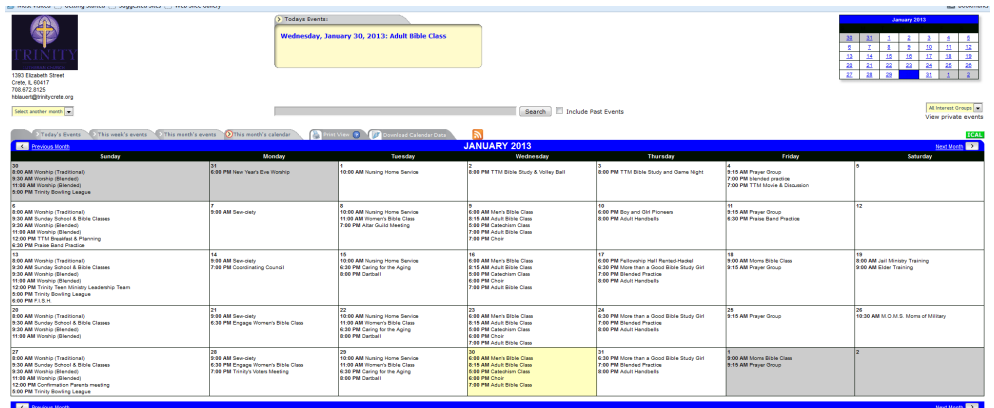 Most Visited Getting Started Suggested Sites Web Slice Gallery Bookmarks
TRINITY
1393 Elizabeth Street
Crete, IL 60417
708.672.8125
hblauert@trinitycrete.org
Todays Events:
Wednesday, January 30, 2013: Adult Bible Class
January 2013
30 31 1 2 3 4 5
6 7 8 9 10 11 12
13 14 15 16 17 18 19
20 21 22 23 24 25 26
27 28 29 31 1 2
Select another month
Search Include Past Events
All Interest Groups
View private events
Today's Events This week's events This month's events This month's calendar Print View Download Calendar Data
ICAL
Previous Month JANUARY 2013 Next Month
Sunday Monday Tuesday Wednesday Thursday Friday Saturday
30
8:00 AM Worship (Traditional)
9:30 AM Worship (Blended)
11:00 AM Worship (Blended)
5:00 PM Trinity Bowling League
31
6:00 PM New Year's Eve Worship
1
10:00 AM Nursing Home Service
2
8:00 PM TTM Bible Study & Volley Ball
3
8:00 PM TTM Bible Study and Game Night
4
9:15 AM Prayer Group
7:00 PM blended practice
7:00 PM TTM Movie & Discussion
5
6
8:00 AM Worship (Traditional)
9:30 AM Sunday School & Bible Classes
9:30 AM Worship (Blended)
11:00 AM Worship (Blended)
12:00 PM TTM Breakfast & Planning
6:30 PM Praise Band Practice
7
9:00 AM Sew-ciety
8
10:00 AM Nursing Home Service
11:00 AM Women's Bible Class
7:00 PM Altar Guild Meeting
9
6:00 AM Men's Bible Class
8:15 AM Adult Bible Class
5:00 PM Catechism Class
7:00 PM Adult Bible Class
7:00 PM Choir
10
6:00 PM Boy and Girl Pioneers
8:00 PM Adult Handbells
11
9:15 AM Prayer Group
6:30 PM Praise Band Practice
12
13
8:00 AM Worship (Traditional)
9:30 AM Sunday School & Bible Classes
9:30 AM Worship (Blended)
11:00 AM Worship (Blended)
12:00 PM Trinity Teen Ministry Leadership Team
5:00 PM Trinity Bowling League
6:00 PM F.I.S.H.
14
9:00 AM Sew-ciety
7:00 PM Coordinating Council
15
10:00 AM Nursing Home Service
6:30 PM Caring for the Aging
8:00 PM Dartball
16
6:00 AM Men's Bible Class
8:15 AM Adult Bible Class
5:00 PM Catechism Class
6:00 PM Choir
7:00 PM Adult Bible Class
17
6:00 PM Fellowship Hall Rented-Heckel
6:30 PM More than a Good Bible Study Girl
7:00 PM Blended Practice
8:00 PM Adult Handbells
18
9:00 AM Moms Bible Class
9:15 AM Prayer Group
19
8:00 AM Jail Ministry Training
9:00 AM Elder Training
20
8:00 AM Worship (Traditional)
9:30 AM Sunday School & Bible Classes
9:30 AM Worship (Blended)
11:00 AM Worship (Blended)
21
9:00 AM Sew-ciety
6:30 PM Engage Women's Bible Class
22
10:00 AM Nursing Home Service
11:00 AM Women's Bible Class
6:30 PM Caring for the Aging
8:00 PM Dartball
23
6:00 AM Men's Bible Class
8:15 AM Adult Bible Class
5:00 PM Catechism Class
6:00 PM Choir
7:00 PM Adult Bible Class
24
6:30 PM More than a Good Bible Study Girl
7:00 PM Blended Practice
8:00 PM Adult Handbells
25
9:15 AM Prayer Group
26
10:30 AM M.O.M.S. Moms of Military
27
8:00 AM Worship (Traditional)
9:30 AM Sunday School & Bible Classes
9:30 AM Worship (Blended)
11:00 AM Worship (Blended)
12:00 PM Confirmation Parents meeting
5:00 PM Trinity Bowling League
28
9:00 AM Sew-ciety
6:30 PM Engage Women's Bible Class
7:00 PM Trinity's Voters Meeting
29
10:00 AM Nursing Home Service
11:00 AM Women's Bible Class
6:30 PM Caring for the Aging
8:00 PM Dartball
30
6:00 AM Men's Bible Class
8:15 AM Adult Bible Class
5:00 PM Catechism Class
6:00 PM Choir
7:00 PM Adult Bible Class
31
6:30 PM More than a Good Bible Study Girl
7:00 PM Blended Practice
8:00 PM Adult Handbells
1
9:00 AM Moms Bible Class
9:15 AM Prayer Group
2
Previous Month Next Month